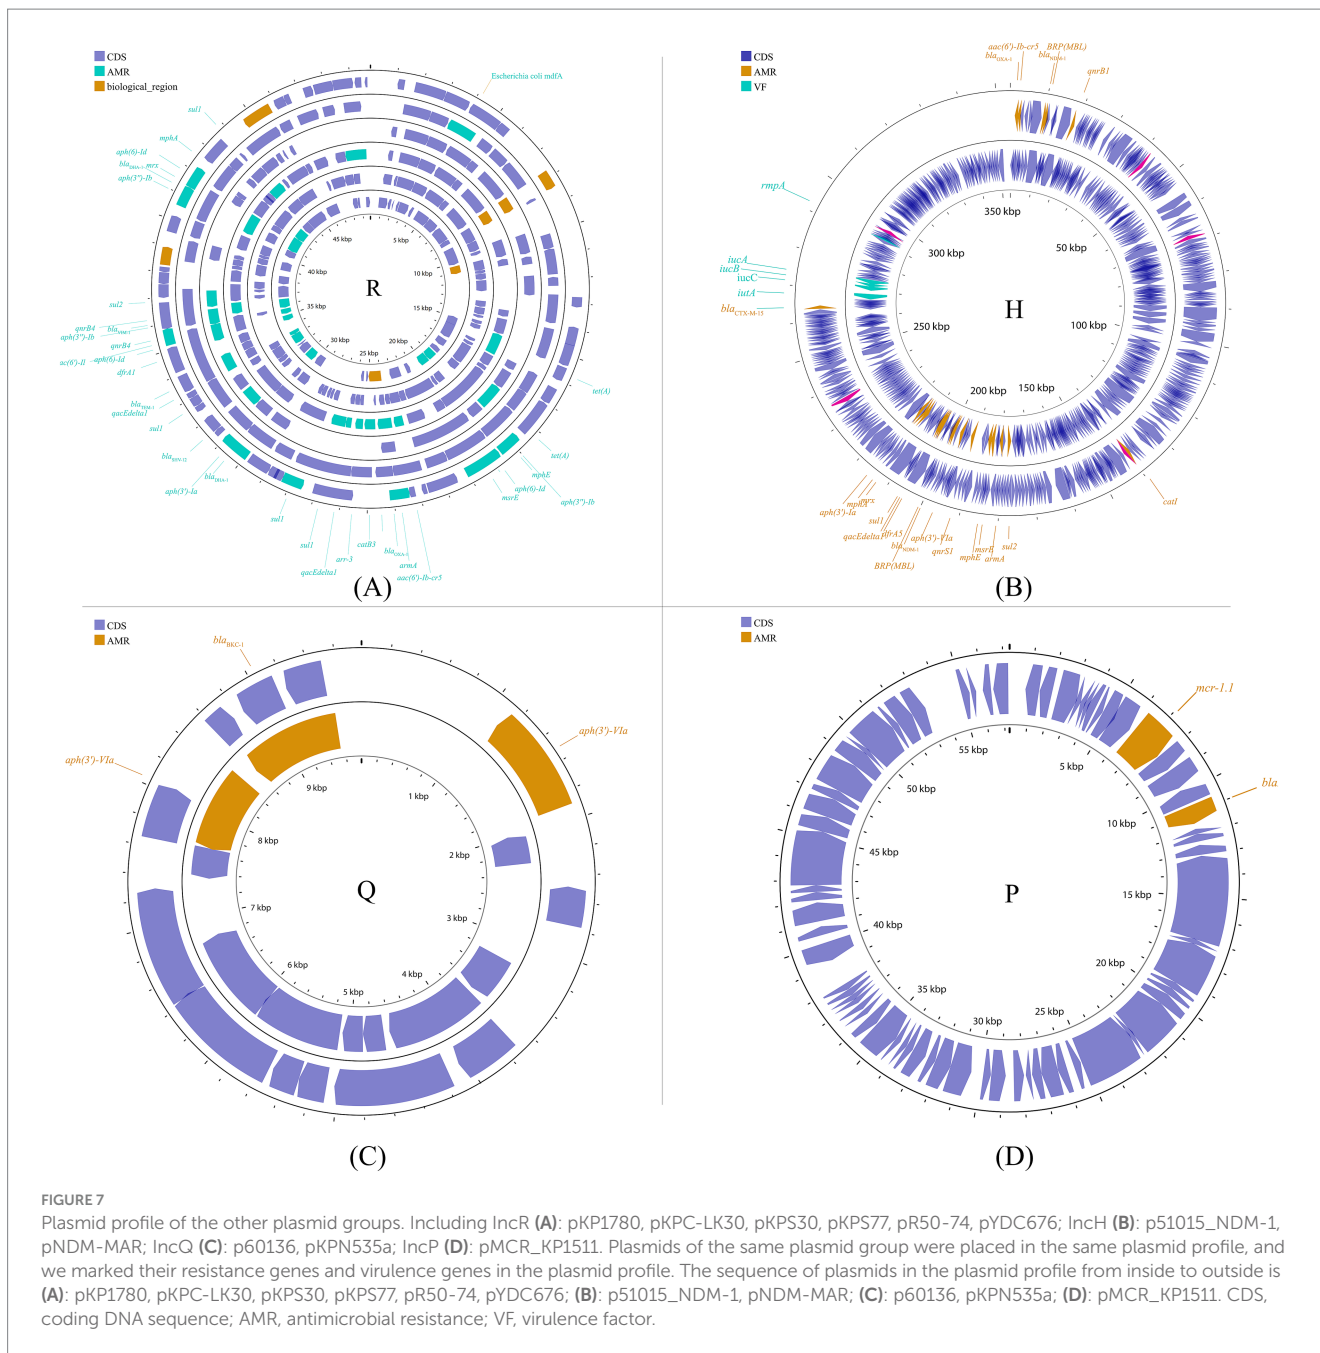 CDS
AMR
biological_region
Escherichia coli mdfA
sul1
mphA
aph(6)-Id
mrx
aph(3'')-Ib
45 kbp
5 kbp
40 kbp
10 kbp
R
35 kbp
15 kbp
30 kbp
20 kbp
25 kbp
sul2
qnrB4
aph(3'')-Ib
qnrB4
aph(6)-Id
dfrA1
qacEdelta1
sul1
aph(3')-Ia
sul1
sul1
qacEdelta1
arr-3
catB3
armA
aac(6')-Ib-cr5
tet(A)
tet(A)
mphE
aph(6)-Id
aph(3'')-Ib
msrE
(A)
CDS
AMR
VF
aac(6')-Ib-cr5
BRP(MBL)
blaOXA-1
blaNDM-1
qnrB1
rmpA
iucA
iucB
iucC
iutA
blaCTX-M-15
350 kbp
50 kbp
300 kbp
H
250 kbp
100 kbp
200 kbp
150 kbp
catI
aph(3')-Ia
mphA
mrx
sul1
qacEdelta1
dfrA5
blaNDM-1
BRP(MBL)
aph(3')-VIa
qnrS1
mphE
msrE
armA
sul2
(B)
CDS
AMR
blaBKC-1
aph(3')-VIa
aph(3')-VIa
9 kbp
1 kbp
8 kbp
2 kbp
Q
7 kbp
3 kbp
6 kbp
4 kbp
5 kbp
(C)
CDS
AMR
mcr-1.1
bla
55 kbp
5 kbp
50 kbp
10 kbp
45 kbp
P
15 kbp
40 kbp
20 kbp
35 kbp
25 kbp
30 kbp
(D)
FIGURE 7
Plasmid profile of the other plasmid groups. Including IncR (A): pKP1780, pKPC-LK30, pKPS30, pKPS77, pR50-74, pYDC676; IncH (B): p51015_NDM-1,
pNDM-MAR; IncQ (C): p60136, pKPN535a; IncP (D): pMCR_KP1511. Plasmids of the same plasmid group were placed in the same plasmid profile, and
we marked their resistance genes and virulence genes in the plasmid profile. The sequence of plasmids in the plasmid profile from inside to outside is
(A): pKP1780, pKPC-LK30, pKPS30, pKPS77, pR50-74, pYDC676; (B): p51015_NDM-1, pNDM-MAR; (C): p60136, pKPN535a; (D): pMCR_KP1511. CDS,
coding DNA sequence; AMR, antimicrobial resistance; VF, virulence factor.